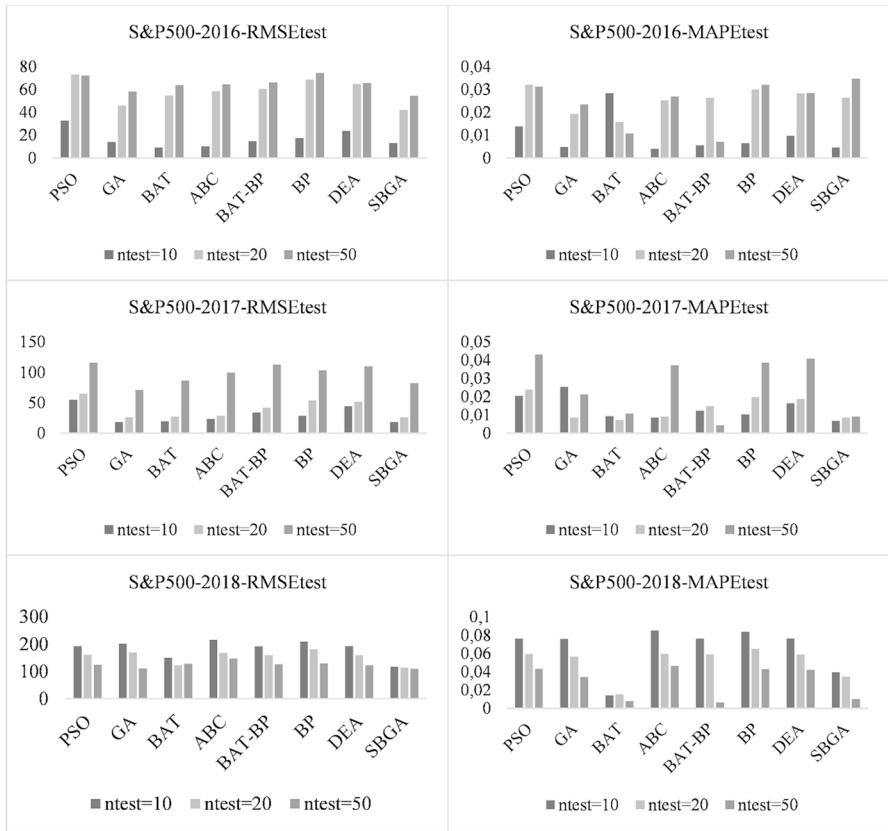 S&P500-2016-RMSEtest
80
60
40
20
0
PSO
GA
BAT
ABC
BAT-BP
BP
DEA
SBGA
ntest=10 ntest=20 ntest=50
S&P500-2016-MAPEtest
0,04
0,03
0,02
0,01
0
PSO
GA
BAT
ABC
BAT-BP
BP
DEA
SBGA
ntest=10 ntest=20 ntest=50
S&P500-2017-RMSEtest
150
100
50
0
PSO
GA
BAT
ABC
BAT-BP
BP
DEA
SBGA
ntest=10 ntest=20 ntest=50
S&P500-2017-MAPEtest
0,05
0,04
0,03
0,02
0,01
0
PSO
GA
BAT
ABC
BAT-BP
BP
DEA
SBGA
ntest=10 ntest=20 ntest=50
S&P500-2018-RMSEtest
300
200
100
0
PSO
GA
BAT
ABC
BAT-BP
BP
DEA
SBGA
ntest=10 ntest=20 ntest=50
S&P500-2018-MAPEtest
0,1
0,08
0,06
0,04
0,02
0
PSO
GA
BAT
ABC
BAT-BP
BP
DEA
SBGA
ntest=10 ntest=20 ntest=50